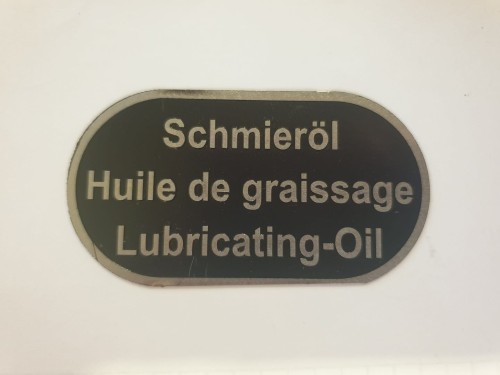 Schmieröl
Huile de graissage
Lubricating-Oil